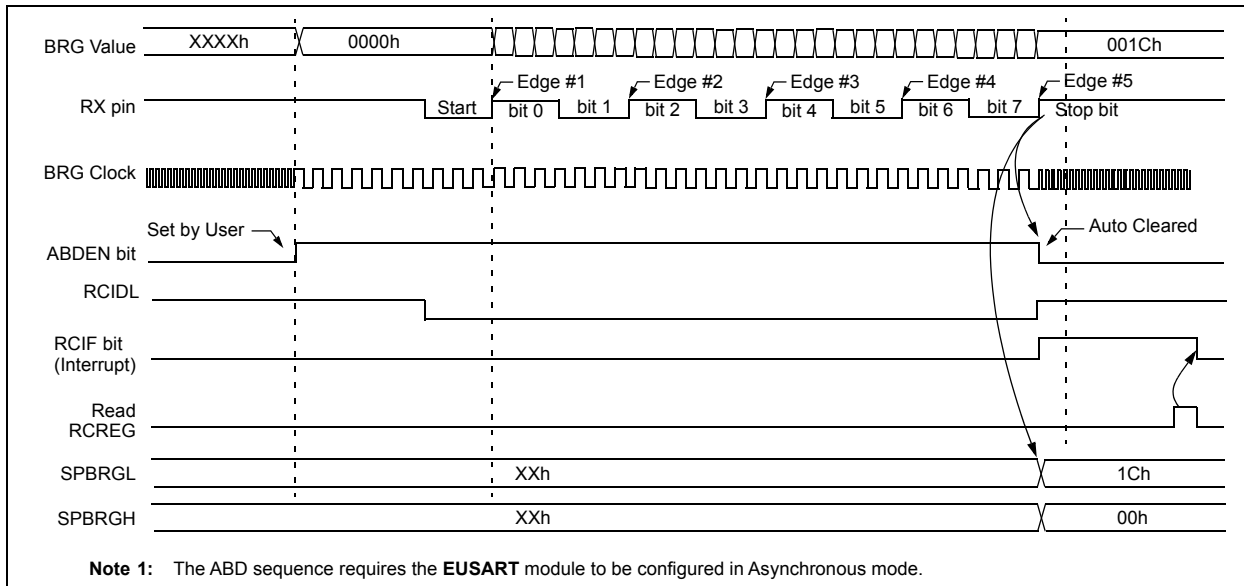 BRG Value XXXXh 0000h 001Ch
Edge #1 Edge #2 Edge #3 Edge #4 Edge #5
RX pin Start bit 0 bit 1 bit 2 bit 3 bit 4 bit 5 bit 6 bit 7 Stop bit
BRG Clock
Set by User Auto Cleared
ABDEN bit
RCIDL
RCIF bit
(Interrupt)
Read
RCREG
SPBRGL XXh 1Ch
SPBRGH XXh 00h
Note 1: The ABD sequence requires the EUSART module to be configured in Asynchronous mode.